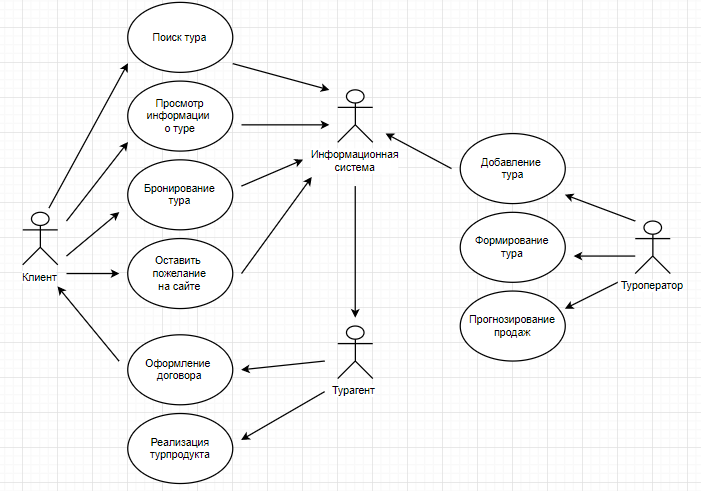 Поиск тура
Просмотр
информации
о туре
Информационная
система
Бронирование
тура
Добавление
тура
Оставить
пожелание
на сайте
Клиент
Формирование
тура
Туроператор
Прогнозирование
продаж
Оформление
договора
Турагент
Реализация
турпродукта